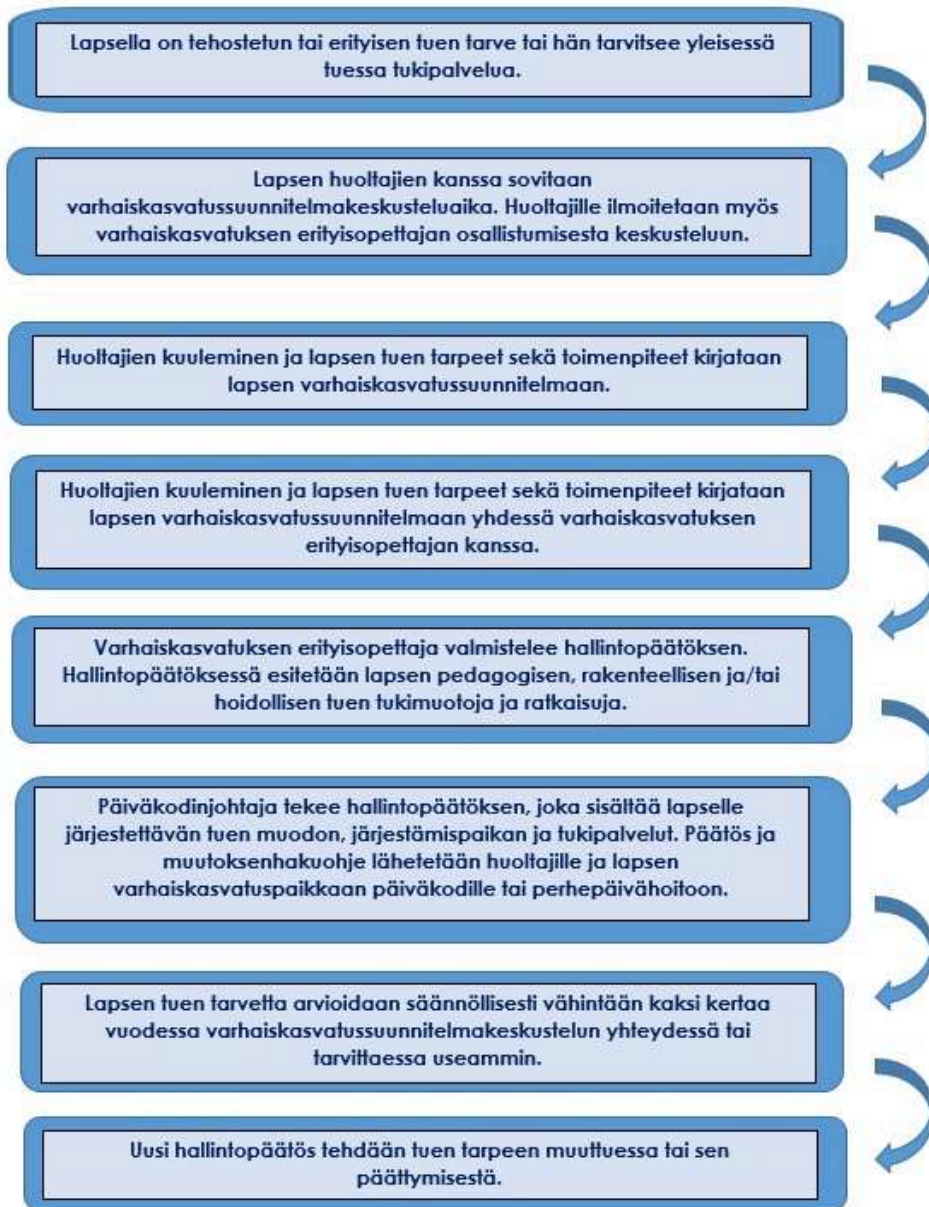 Lapsella on tehostetun tai erityisen tuen tarve tai hän tarvitsee yleisessä
tuessa tukipalvelua.
Lapsen huoltajien kanssa sovitaan
varhaiskasvatussuunnitelmakeskusteluaika. Huoltajille ilmoitetaan myös
varhaiskasvatuksen erityisopettajan osallistumisesta keskusteluun.
Huoltajien kuuleminen ja lapsen tuen tarpeet sekä toimenpiteet kirjataan
lapsen varhaiskasvatussuunnitelmaan.
Huoltajien kuuleminen ja lapsen tuen tarpeet sekä toimenpiteet kirjataan
lapsen varhaiskasvatussuunnitelmaan yhdessä varhaiskasvatuksen
erityisopettajan kanssa.
Varhaiskasvatuksen erityisopettaja valmistelee hallintopäätöksen.
Hallintopäätöksessä esitetään lapsen pedagogisen, rakenteellisen ja/tai
hoidollisen tuen tukimuotoja ja ratkaisuja.
Päiväkodinjohtaja tekee hallintopäätöksen, joka sisältää lapselle
järjestettävän tuen muodon, järjestämispaikan ja tukipalvelut. Päätös ja
muutoksenhakuohje lähetetään huoltajille ja lapsen
varhaiskasvatuspaikkaan päiväkodille tai perhepäivähoitoon.
Lapsen tuen tarvetta arvioidaan säännöllisesti vähintään kaksi kertaa
vuodessa varhaiskasvatussuunnitelmakeskustelun yhteydessä tai
tarvittaessa useammin.
Uusi hallintopäätös tehdään tuen tarpeen muuttuessa tai sen
päättymisestä.